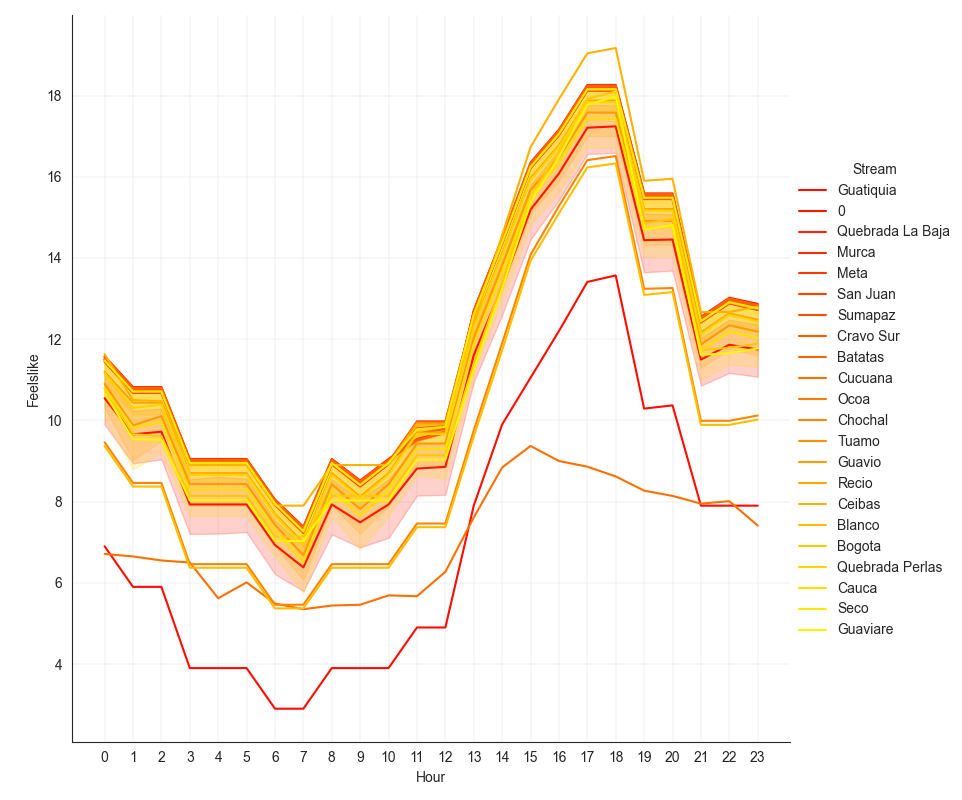 Feelslike
18
16
14
12
10
8
6
4
0 1 2 3 4 5 6 7 8 9 10 11 12 13 14 15 16 17 18 19 20 21 22 23
Hour
Stream
Guatiquia
0
Quebrada La Baja
Murca
Meta
San Juan
Sumapaz
Cravo Sur
Batatas
Cucuana
Ocoa
Chochal
Tuamo
Guavio
Recio
Ceibas
Blanco
Bogota
Quebrada Perlas
Cauca
Seco
Guaviare